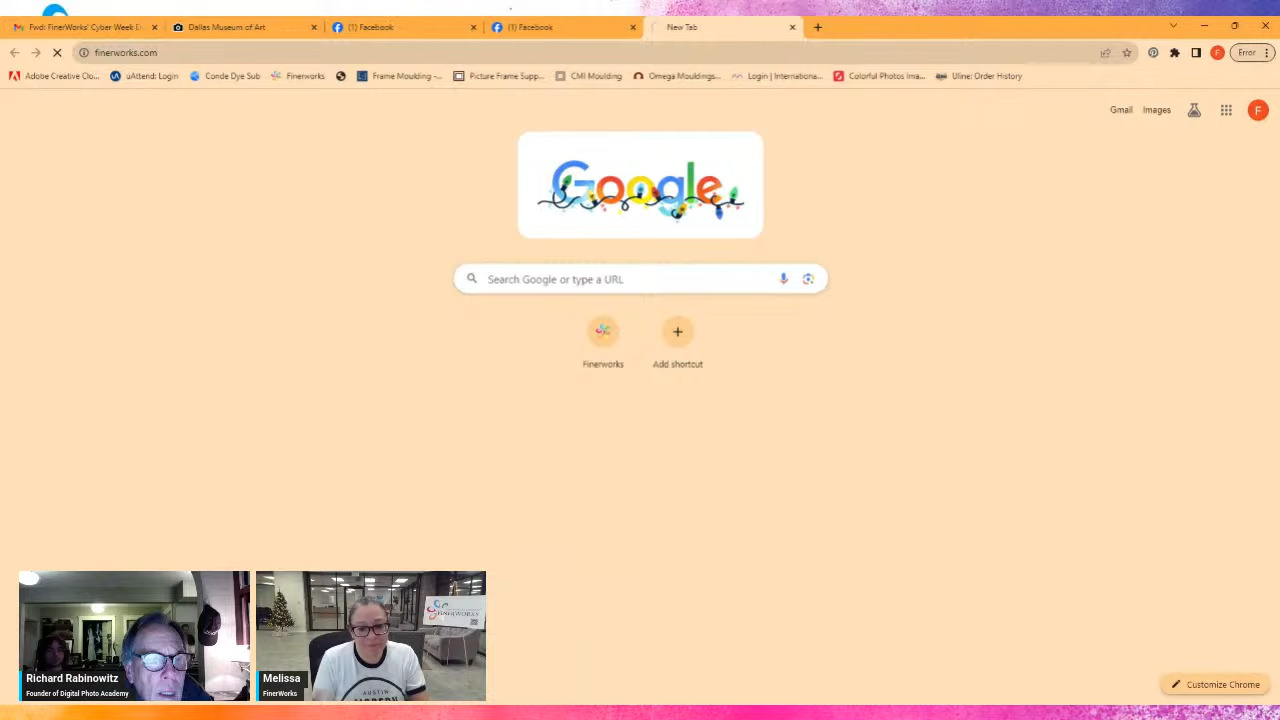 Fwd: FinerWorks' Cyber Week E
Dallas Museum of Art
(1) Facebook
(1) Facebook
New Tab
finerworks.com
Error
Adobe Creative Clo...
uAttend: Login
Conde Dye Sub
Finerworks
Frame Moulding -...
Picture Frame Supp...
CMI Moulding
Omega Mouldings...
Login | Internationa...
Colorful Photos Ima...
Uline: Order History
Gmail
Images
F
Google
Search Google or type a URL
Finerworks
Add shortcut
FINERWORKS
AUSTIN
Richard Rabinowitz
Founder of Digital Photo Academy
Melissa
FinerWorks
Customize Chrome